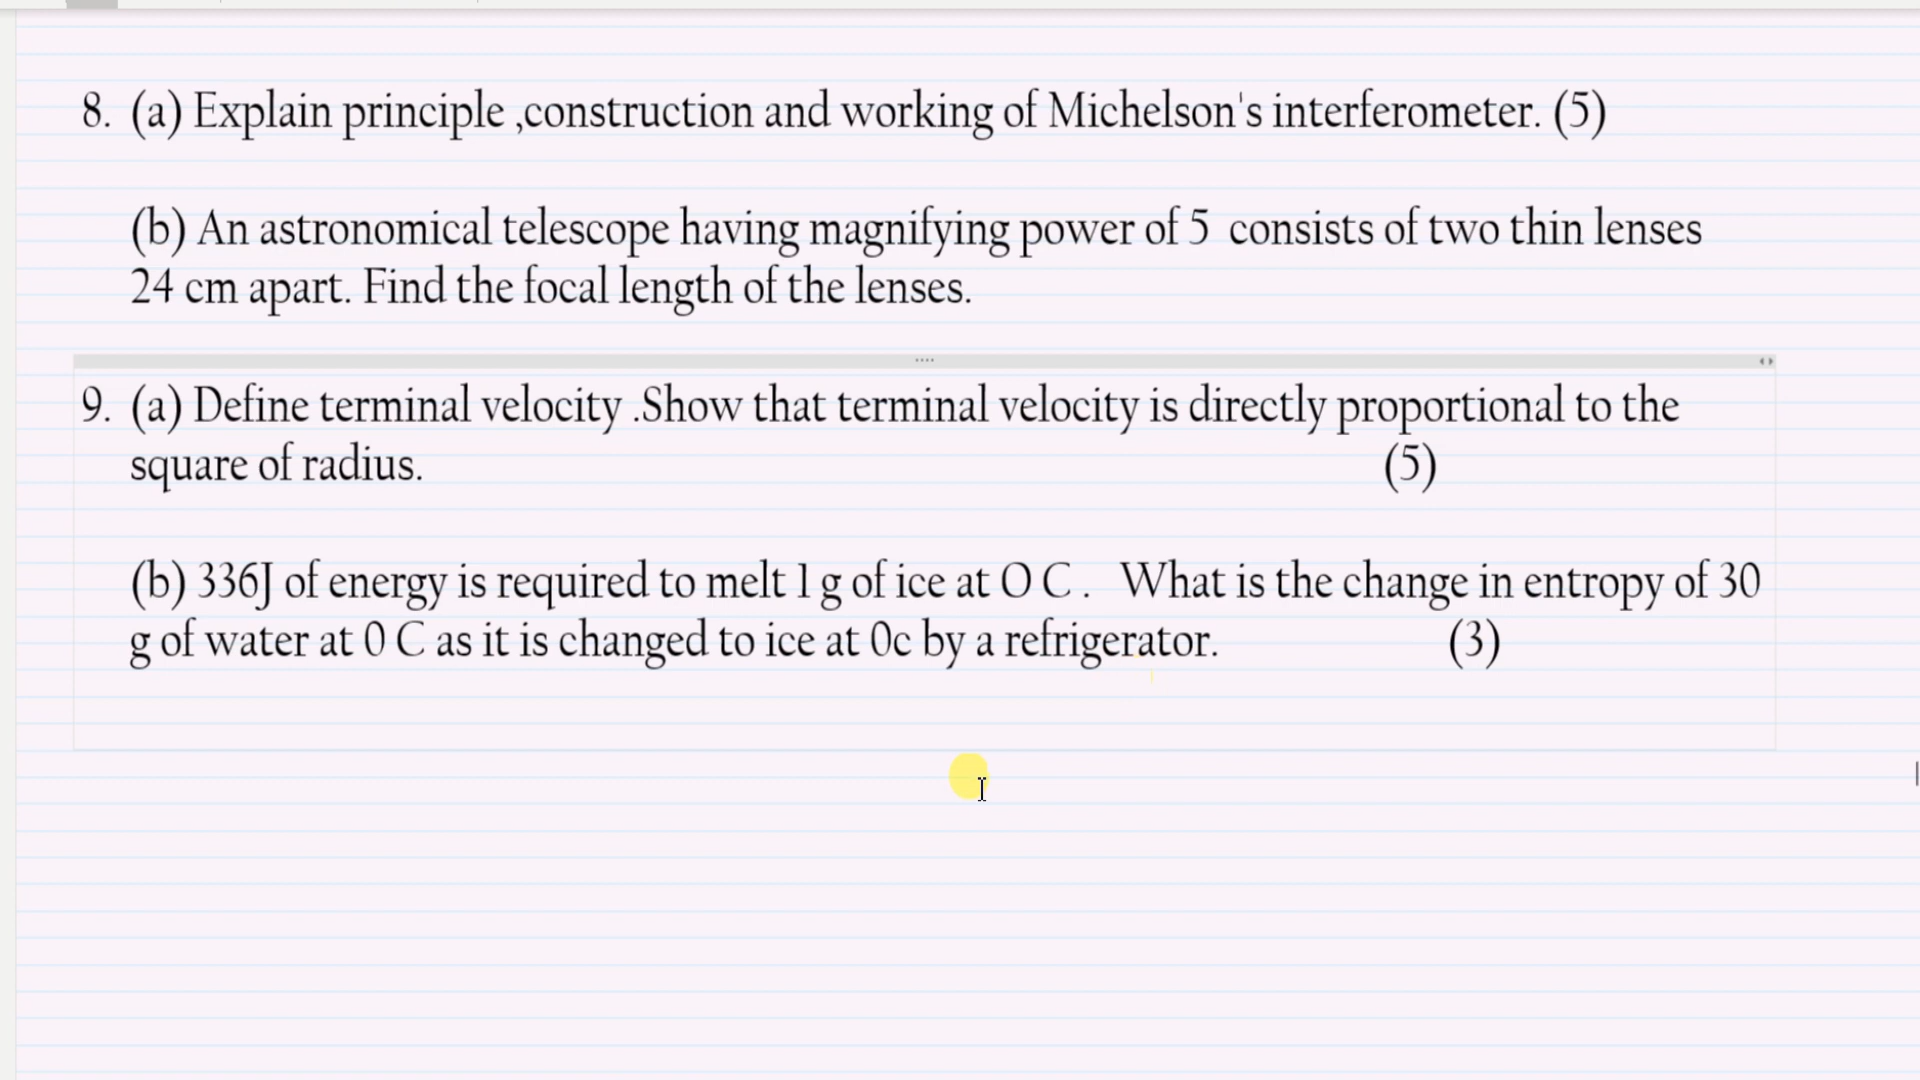 8. (a) Explain principle ,construction and working of Michelson's interferometer. (5)
(b) An astronomical telescope having magnifying power of 5 consists of two thin lenses
24 cm apart. Find the focal length of the lenses.
9. (a) Define terminal velocity .Show that terminal velocity is directly proportional to the
square of radius. (5)
(b) 336J of energy is required to melt 1 g of ice at O C . What is the change in entropy of 30
g of water at 0 C as it is changed to ice at 0c by a refrigerator. (3)